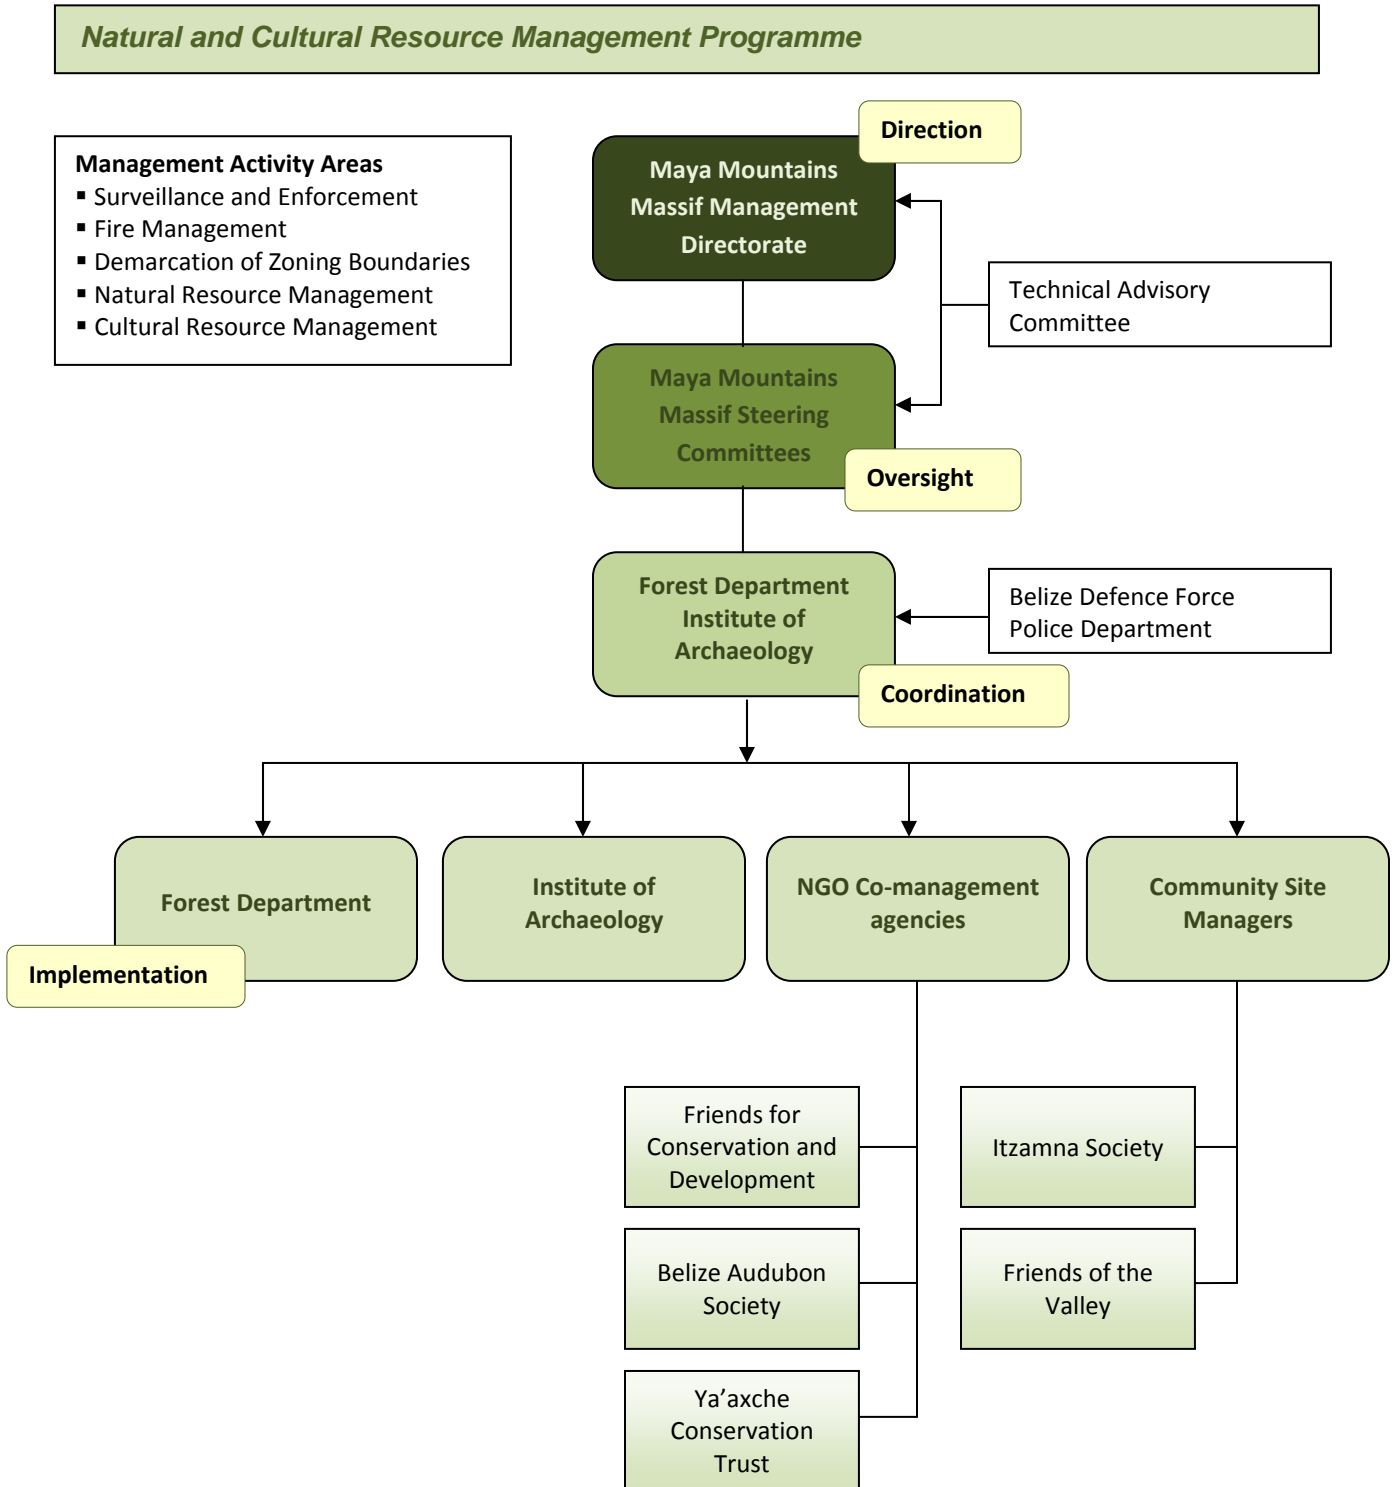 Natural and Cultural Resource Management Programme
Management Activity Areas
▪ Surveillance and Enforcement
▪ Fire Management
▪ Demarcation of Zoning Boundaries
▪ Natural Resource Management
▪ Cultural Resource Management
Direction
Maya Mountains
Massif Management
Directorate
Technical Advisory
Committee
Maya Mountains
Massif Steering
Committees
Oversight
Forest Department
Institute of
Archaeology
Belize Defence Force
Police Department
Coordination
Forest Department
Implementation
Institute of
Archaeology
NGO Co-management
agencies
Community Site
Managers
Friends for
Conservation and
Development
Belize Audubon
Society
Ya’axche
Conservation
Trust
Itzamna Society
Friends of the
Valley